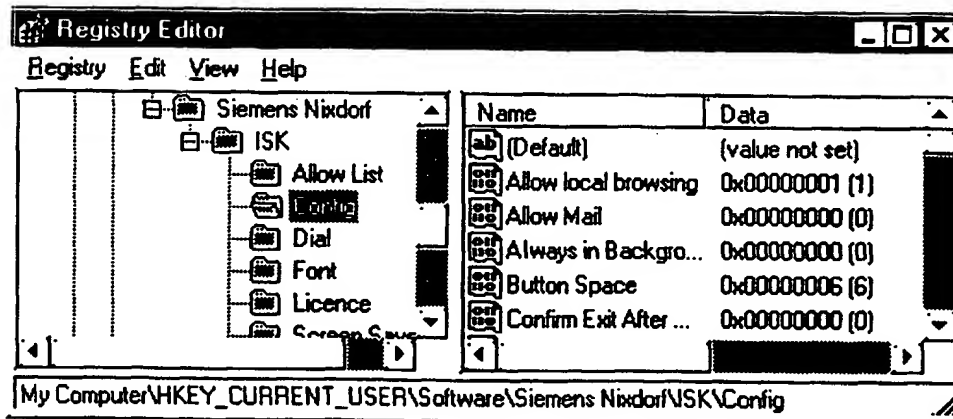 Registry Editor
Registry Edit View Help
Siemens Nixdorf
ISK
Allow List
Config
Dial
Font
Licence
Screen Save
Name Data
(Default) (value not set)
Allow local browsing 0x00000001 (1)
Allow Mail 0x00000000 (0)
Always in Backgro... 0x00000000 (0)
Button Space 0x00000006 (6)
Confirm Exit After ... 0x00000000 (0)
My Computer\HKEY_CURRENT_USER\Software\Siemens Nixdorf\ISK\Config